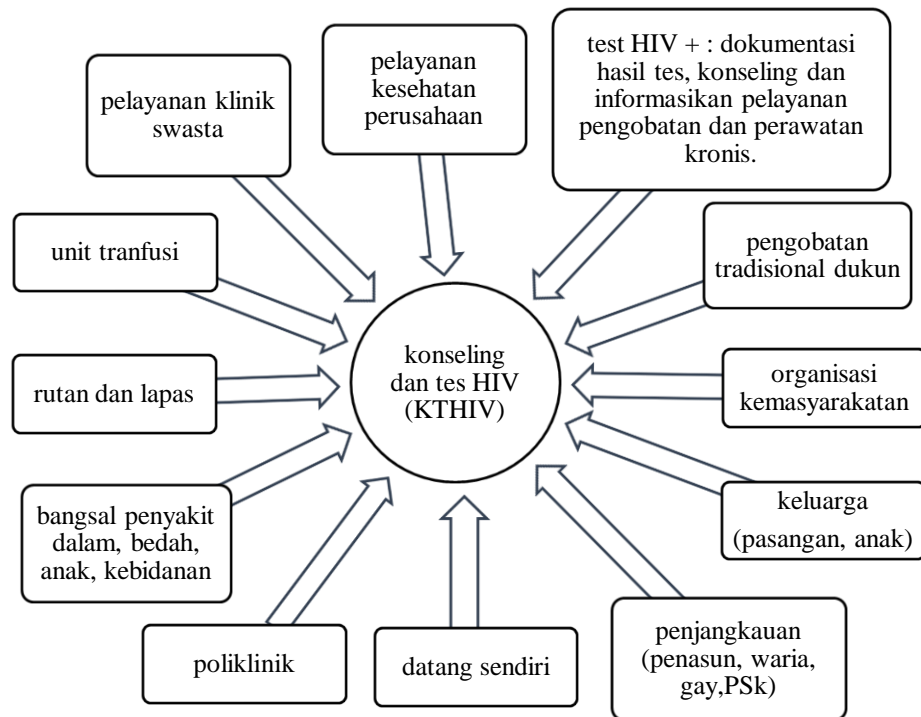 pelayanan klinik
swasta
pelayanan
kesehatan
perusahaan
test HIV + : dokumentasi
hasil tes, konseling dan
informasikan pelayanan
pengobatan dan perawatan
kronis.
unit tranfusi
pengobatan
tradisional dukun
konseling
dan tes HIV
(KTHIV)
rutan dan lapas
organisasi
kemasyarakatan
bangsal penyakit
dalam, bedah,
anak, kebidanan
keluarga
(pasangan, anak)
poliklinik
datang sendiri
penjangkauan
(penasun, waria,
gay,PSk)